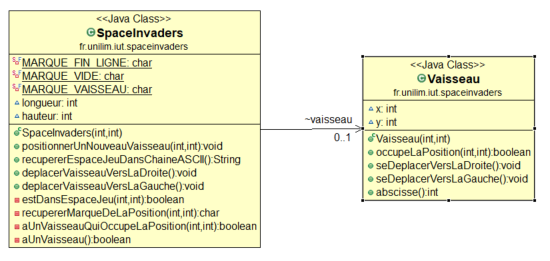 <<Java Class>>
SpaceInvaders
fr.unilim.iut.spaceinvaders
MARQUE_FIN_LIGNE: char
MARQUE_VIDE: char
MARQUE_VAISSEAU: char
longueur: int
hauteur: int
SpaceInvaders(int,int)
positionnerUnNouveauVaisseau(int,int):void
recupererEspaceJeuDansChaineASCII():String
deplacerVaisseauVersLaDroite():void
deplacerVaisseauVersLaGauche():void
estDansEspaceJeu(int,int):boolean
recupererMarqueDeLaPosition(int,int):char
aUnVaisseauQuiOccupeLaPosition(int,int):boolean
aUnVaisseau():boolean
~vaisseau
0..1
<<Java Class>>
Vaisseau
fr.unilim.iut.spaceinvaders
x: int
y: int
Vaisseau(int,int)
occupeLaPosition(int,int):boolean
seDeplacerVersLaDroite():void
seDeplacerVersLaGauche():void
abscisse():int